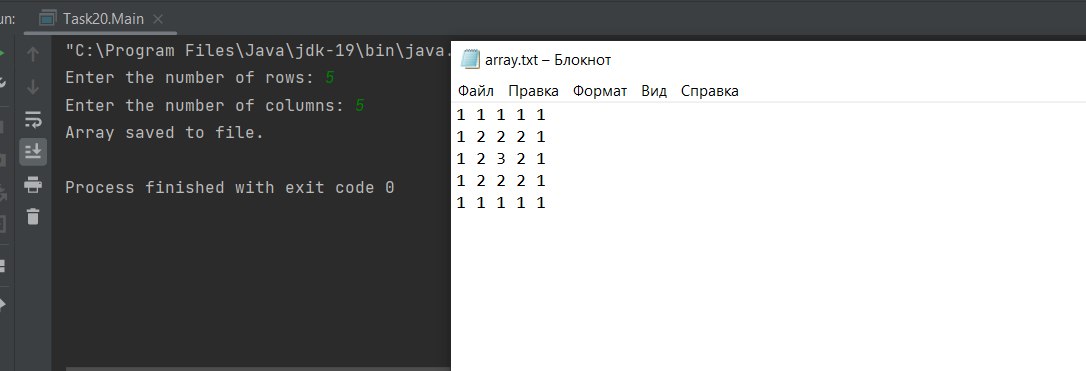 un:
Task20.Main
"C:\Program Files\Java\jdk-19\bin\java.
Enter the number of rows: 5
Enter the number of columns: 5
Array saved to file.
Process finished with exit code 0
array.txt – Блокнот
Файл Правка Формат Вид Справка
1 1 1 1 1
1 2 2 2 1
1 2 3 2 1
1 2 2 2 1
1 1 1 1 1